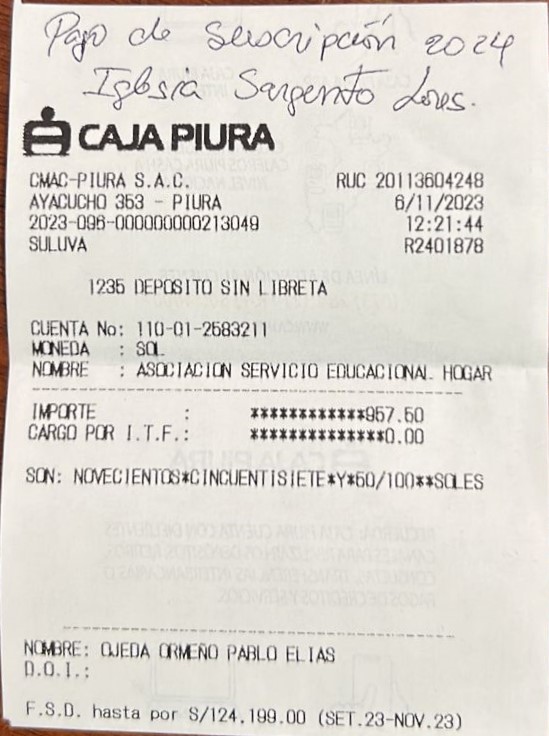 Pago de Suscripción 2024
Iglesia Sargento Lores.
CAJA PIURA
CMAC-PIURA S.A.C. RUC 20113604248
AYACUCHO 353 - PIURA 6/11/2023
2023-096-000000000213049 12:21:44
SULUVA R2401878
1235 DEPOSITO SIN LIBRETA
CUENTA No: 110-01-2583211
MONEDA : SOL
NOMBRE : ASOCIACION SERVICIO EDUCACIONAL HOGAR
IMPORTE : ************957.50
CARGO POR I.T.F.: **************0.00
SON: NOVECIENTOS*CINCUENTISIETE*Y*50/100**SOLES
NOMBRE: OJEDA ORMEÑO PABLO ELIAS
D.O.I.:
F.S.D. hasta por S/124,199.00 (SET.23-NOV.23)